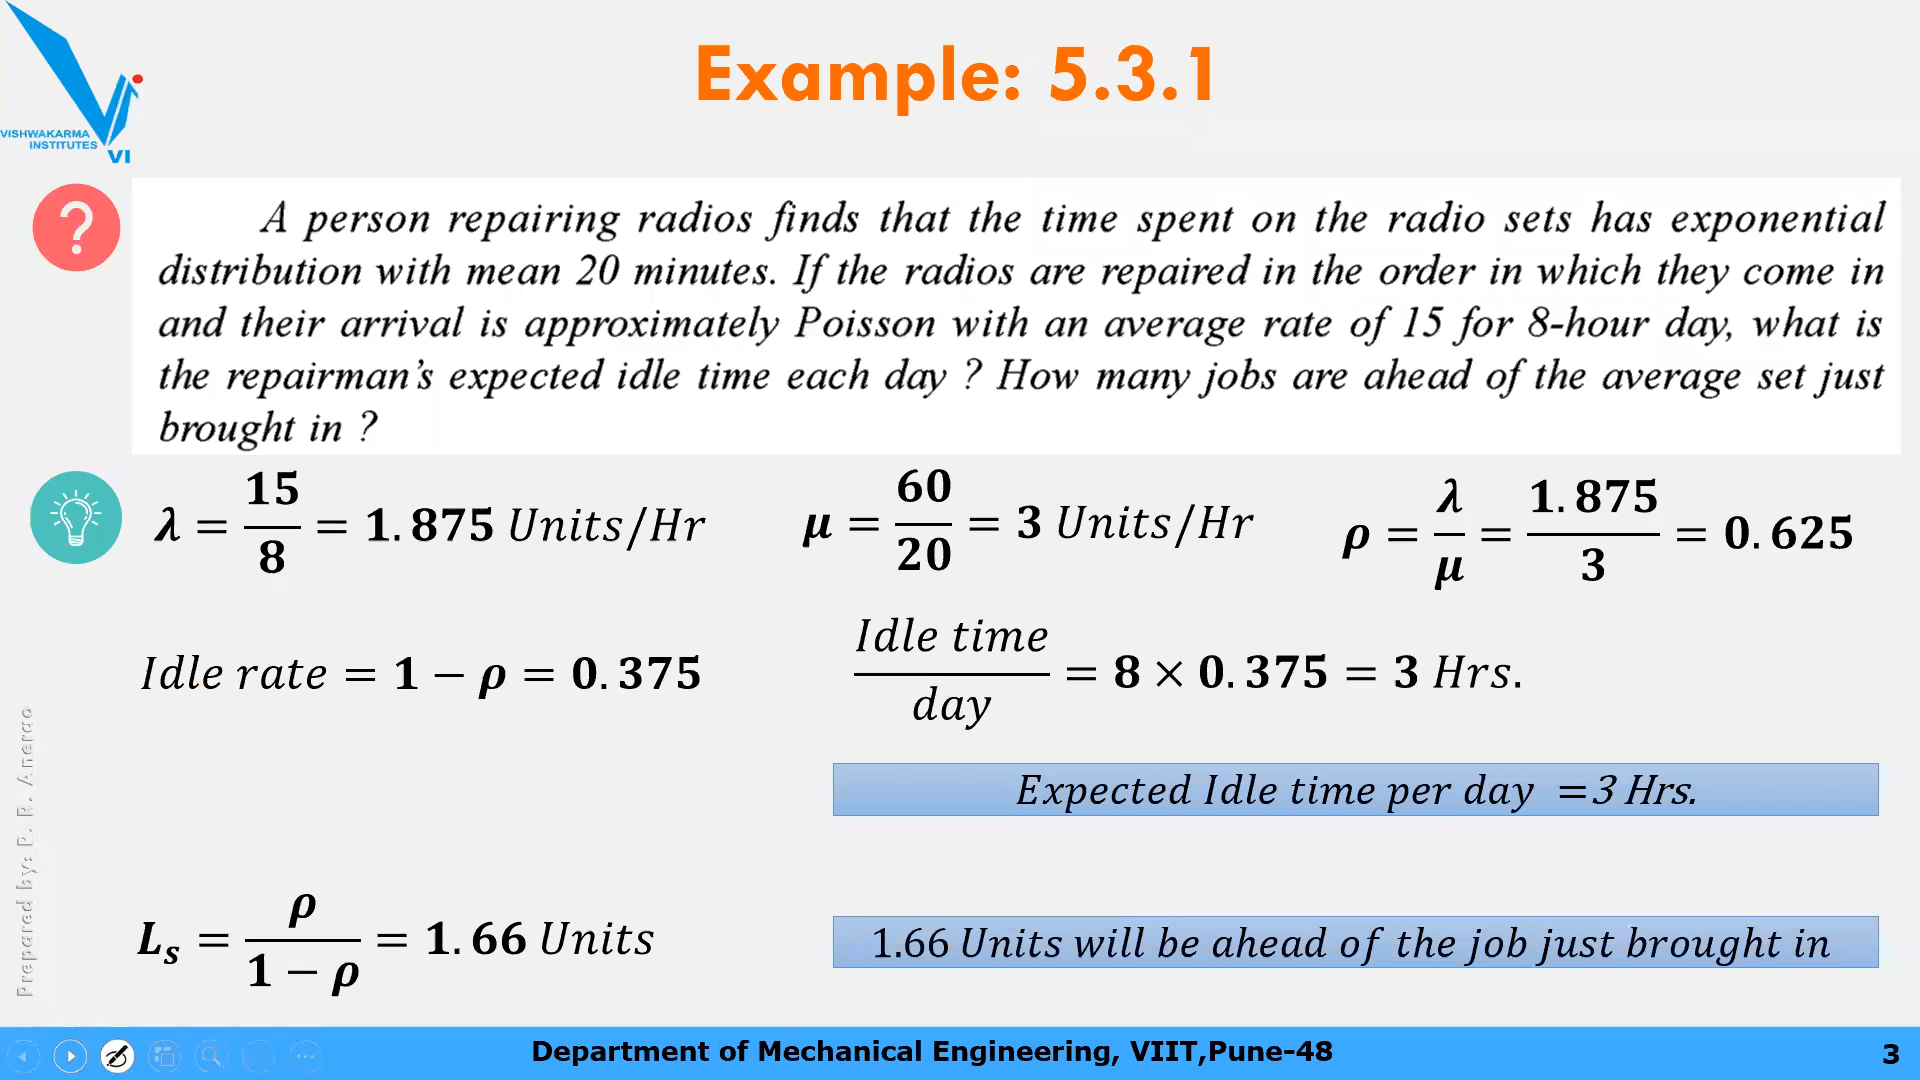 Example: 5.3.1
VISHWAKARMA
INSTITUTES
VI
?
A person repairing radios finds that the time spent on the radio sets has exponential
distribution with mean 20 minutes. If the radios are repaired in the order in which they come in
and their arrival is approximately Poisson with an average rate of 15 for 8-hour day, what is
the repairman's expected idle time each day ? How many jobs are ahead of the average set just
brought in ?
λ = 15/8 = 1.875 Units/Hr
μ = 60/20 = 3 Units/Hr
ρ = λ/μ = 1.875/3 = 0.625
Idle rate = 1 − ρ = 0.375
Idle time/day = 8 × 0.375 = 3 Hrs.
Expected Idle time per day =3 Hrs.
Lₛ = ρ/(1 − ρ) = 1.66 Units
1.66 Units will be ahead of the job just brought in
Prepared by: P. R. Anerao
Department of Mechanical Engineering, VIIT,Pune-48
3